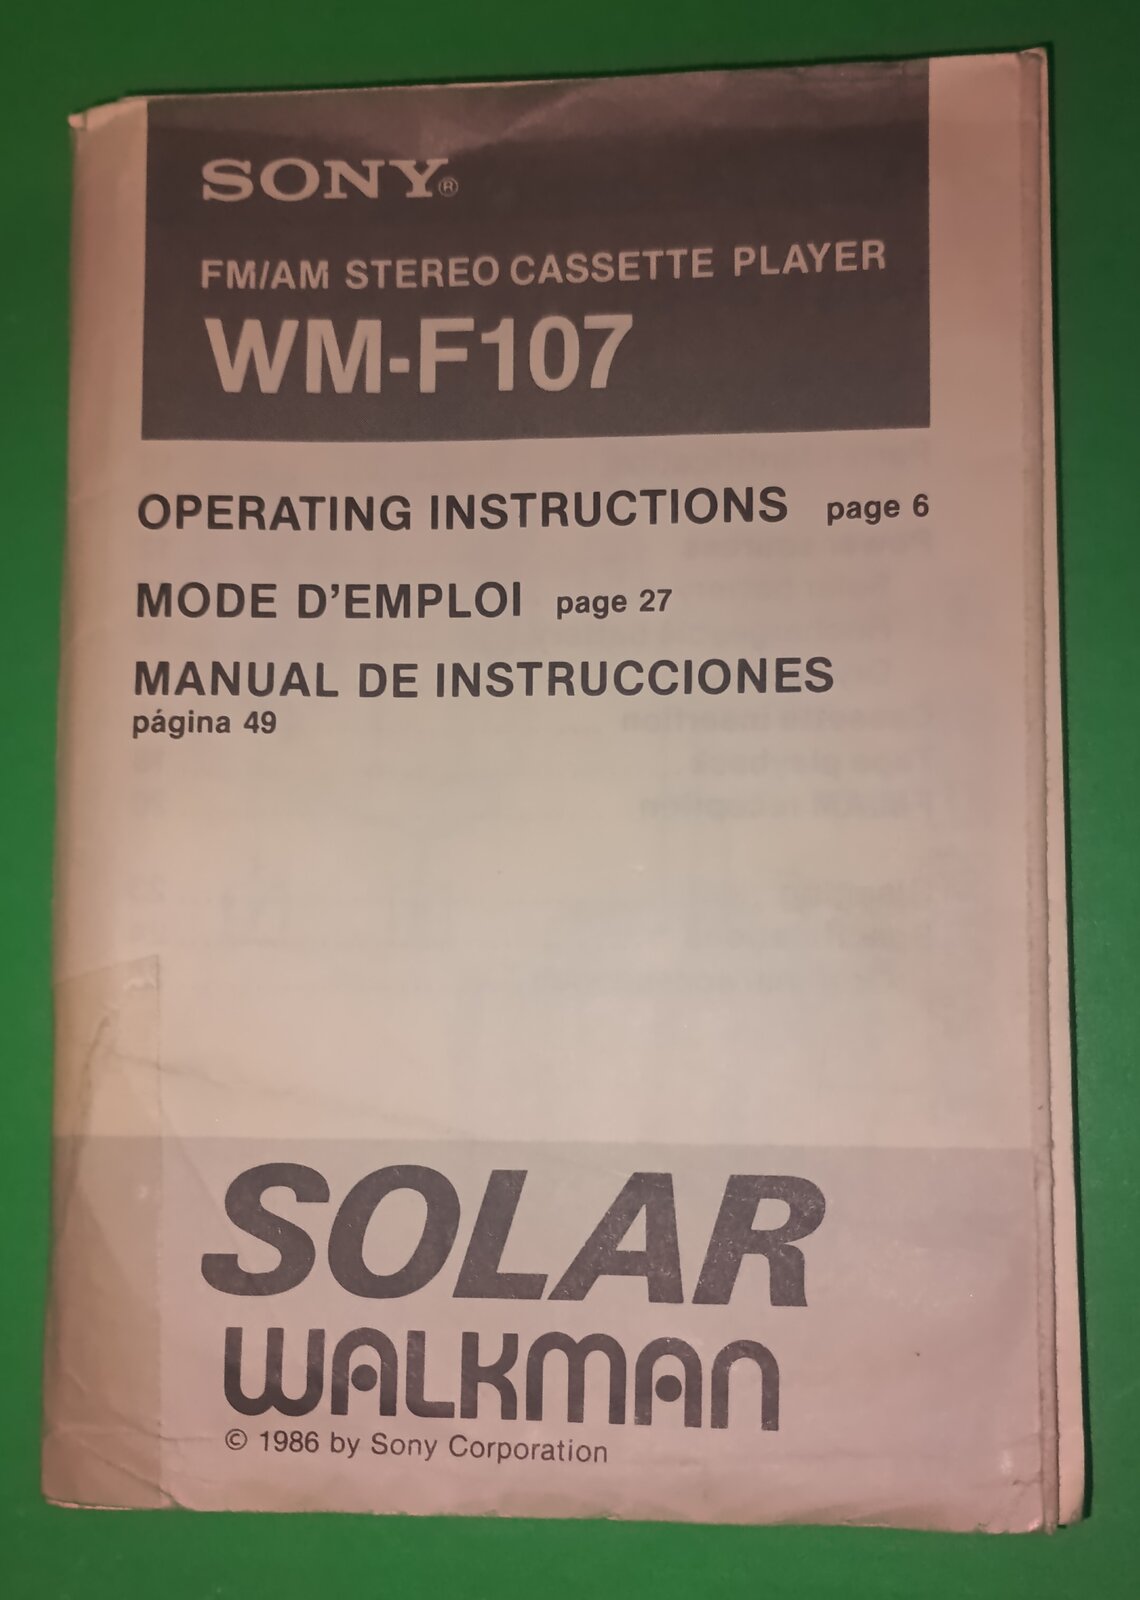 SONY®
FM/AM STEREO CASSETTE PLAYER
WM-F107
OPERATING INSTRUCTIONS page 6
MODE D'EMPLOI page 27
MANUAL DE INSTRUCCIONES
página 49
SOLAR
WALKMAN
© 1986 by Sony Corporation